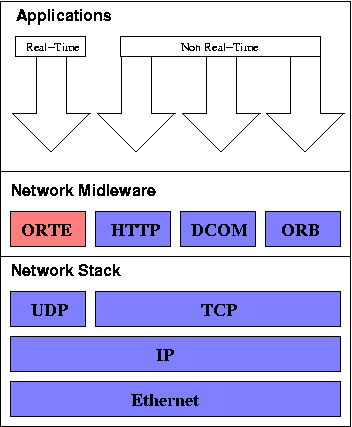 Applications
Real-Time Non Real-Time
Network Midleware
ORTE HTTP DCOM ORB
Network Stack
UDP TCP
IP
Ethernet